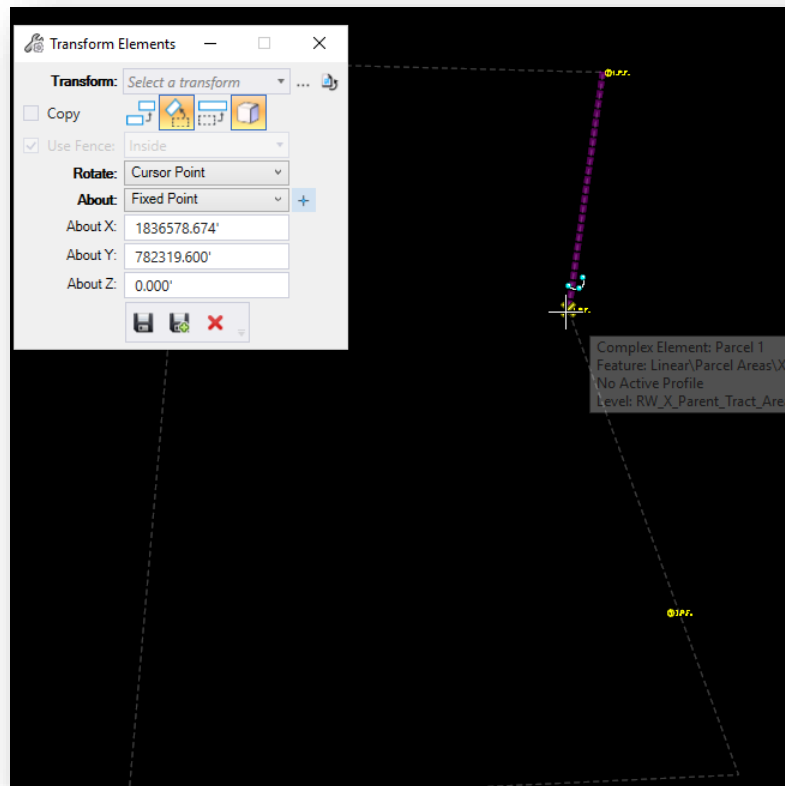 Transform Elements
Transform: Select a transform
Copy
Use Fence: Inside
Rotate: Cursor Point
About: Fixed Point
About X: 1836578.674'
About Y: 782319.600'
About Z: 0.000'
I.P.F.
Complex Element: Parcel 1
Feature: Linear\Parcel Areas\X
No Active Profile
Level: RW_X_Parent_Tract_Are
I.P.F.